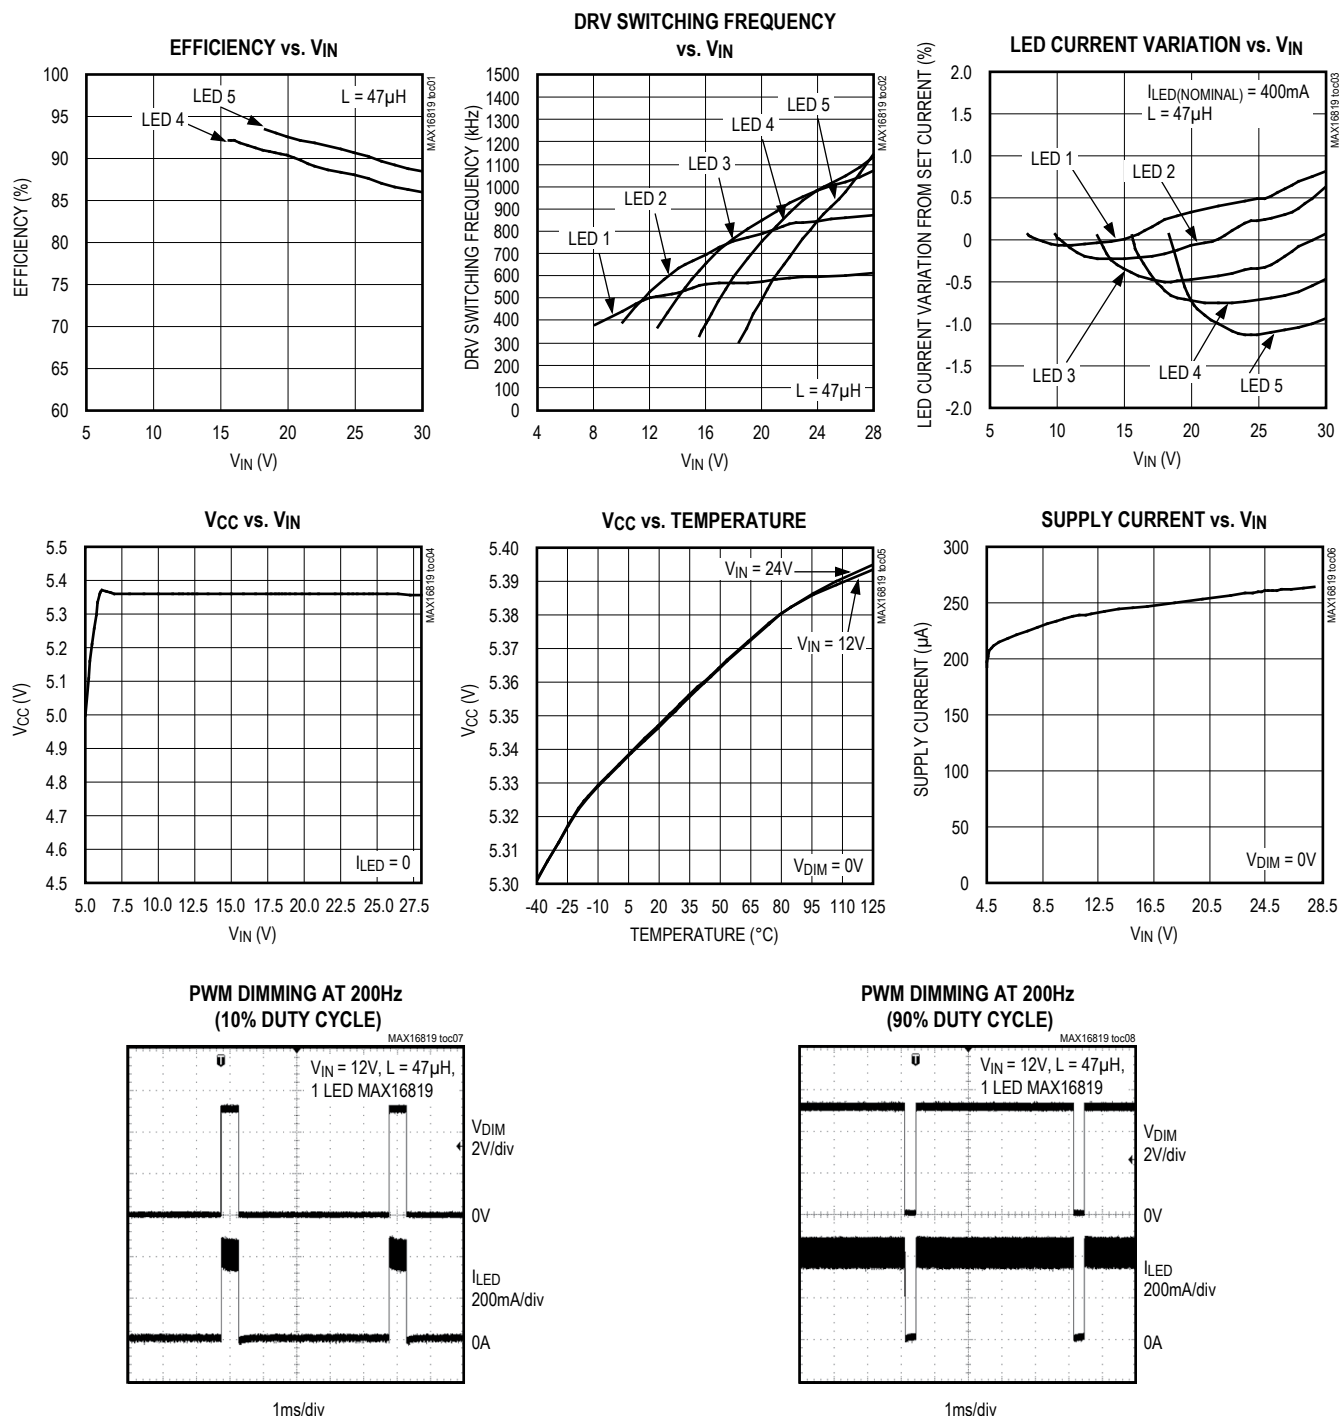 EFFICIENCY vs. VIN
MAX16819 toc01
EFFICIENCY (%)
100
95
90
85
80
75
70
65
60
LED 5
LED 4
L = 47µH
5 10 15 20 25 30
VIN (V)
DRV SWITCHING FREQUENCY
vs. VIN
MAX16819 toc02
DRV SWITCHING FREQUENCY (kHz)
1500
1400
1300
1200
1100
1000
900
800
700
600
500
400
300
200
100
0
LED 5
LED 4
LED 3
LED 2
LED 1
L = 47µH
4 8 12 16 20 24 28
VIN (V)
LED CURRENT VARIATION vs. VIN
MAX16819 toc03
LED CURRENT VARIATION FROM SET CURRENT (%)
2.0
1.5
1.0
0.5
0
-0.5
-1.0
-1.5
-2.0
ILED(NOMINAL) = 400mA
L = 47µH
LED 1
LED 2
LED 3
LED 4
LED 5
5 10 15 20 25 30
VIN (V)
VCC vs. VIN
MAX16819 toc04
VCC (V)
5.5
5.4
5.3
5.2
5.1
5.0
4.9
4.8
4.7
4.6
4.5
ILED = 0
5.0 7.5 10.0 12.5 15.0 17.5 20.0 22.5 25.0 27.5
VIN (V)
VCC vs. TEMPERATURE
MAX16819 toc05
VCC (V)
5.40
5.39
5.38
5.37
5.36
5.35
5.34
5.33
5.32
5.31
5.30
VIN = 24V
VIN = 12V
VDIM = 0V
-40 -25 -10 5 20 35 50 65 80 95 110 125
TEMPERATURE (°C)
SUPPLY CURRENT vs. VIN
MAX16819 toc06
SUPPLY CURRENT (µA)
300
250
200
150
100
50
0
VDIM = 0V
4.5 8.5 12.5 16.5 20.5 24.5 28.5
VIN (V)
PWM DIMMING AT 200Hz
(10% DUTY CYCLE)
MAX16819 toc07
T
VIN = 12V, L = 47µH,
1 LED MAX16819
VDIM
2V/div
0V
ILED
200mA/div
0A
1ms/div
PWM DIMMING AT 200Hz
(90% DUTY CYCLE)
MAX16819 toc08
T
VIN = 12V, L = 47µH,
1 LED MAX16819
VDIM
2V/div
0V
ILED
200mA/div
0A
1ms/div